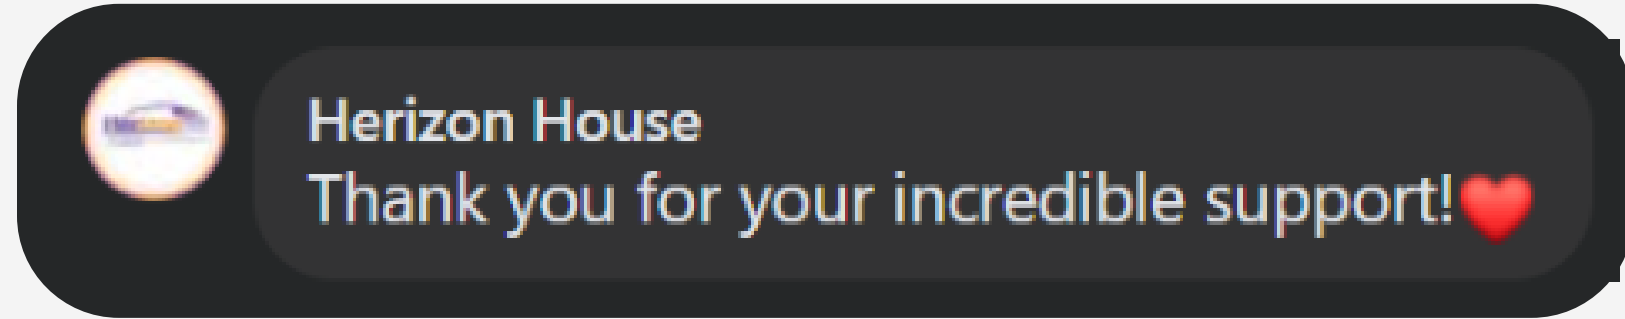 Herizon House
Thank you for your incredible support!❤️